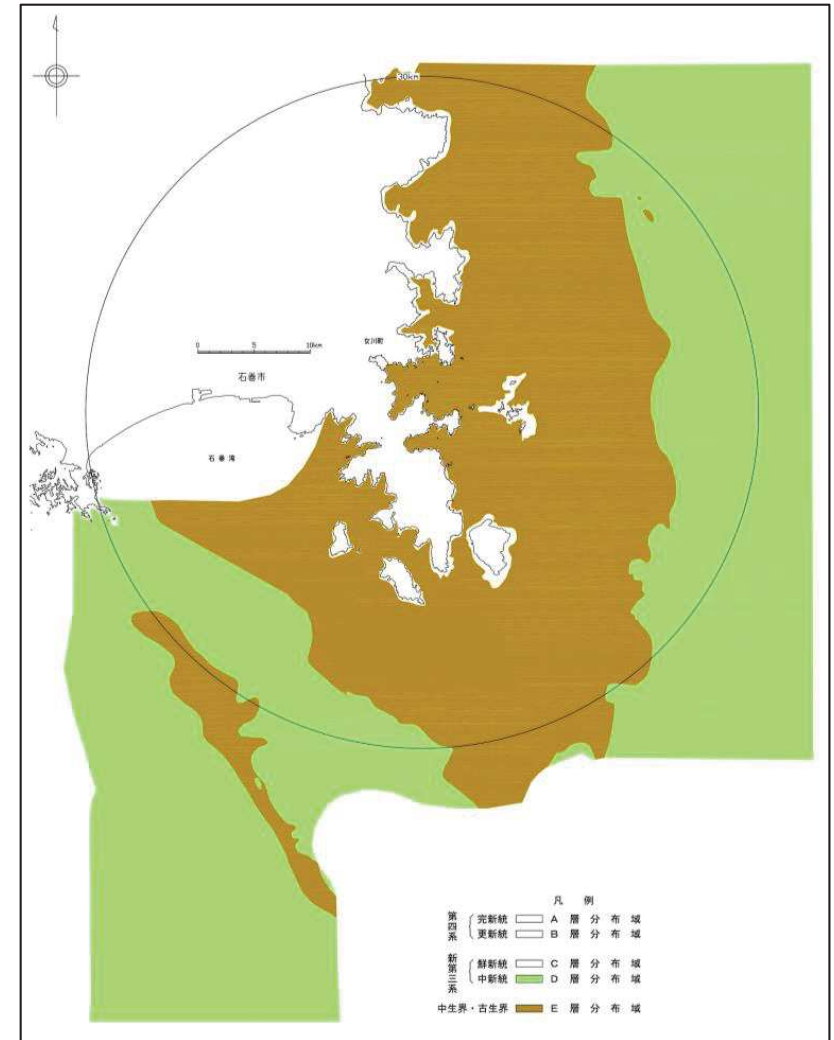 30km
0 5 10km
女川町
石巻市
石巻湾
凡例
第四系
完新統 A層分布域
更新統 B層分布域
新第三系
鮮新統 C層分布域
中新統 D層分布域
中生界・古生界 E層分布域